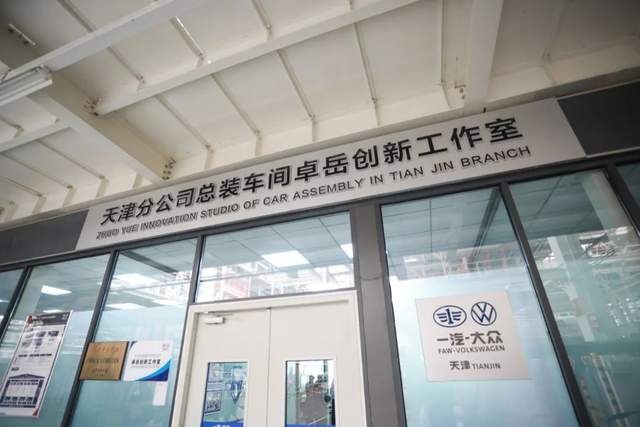 天津分公司总装车间卓岳创新工作室
ZHUO YUE INNOVATION STUDIO OF CAR ASSEMBLY IN TIAN JIN BRANCH
一汽-大众
FAW-VOLKSWAGEN
天津 TIANJIN